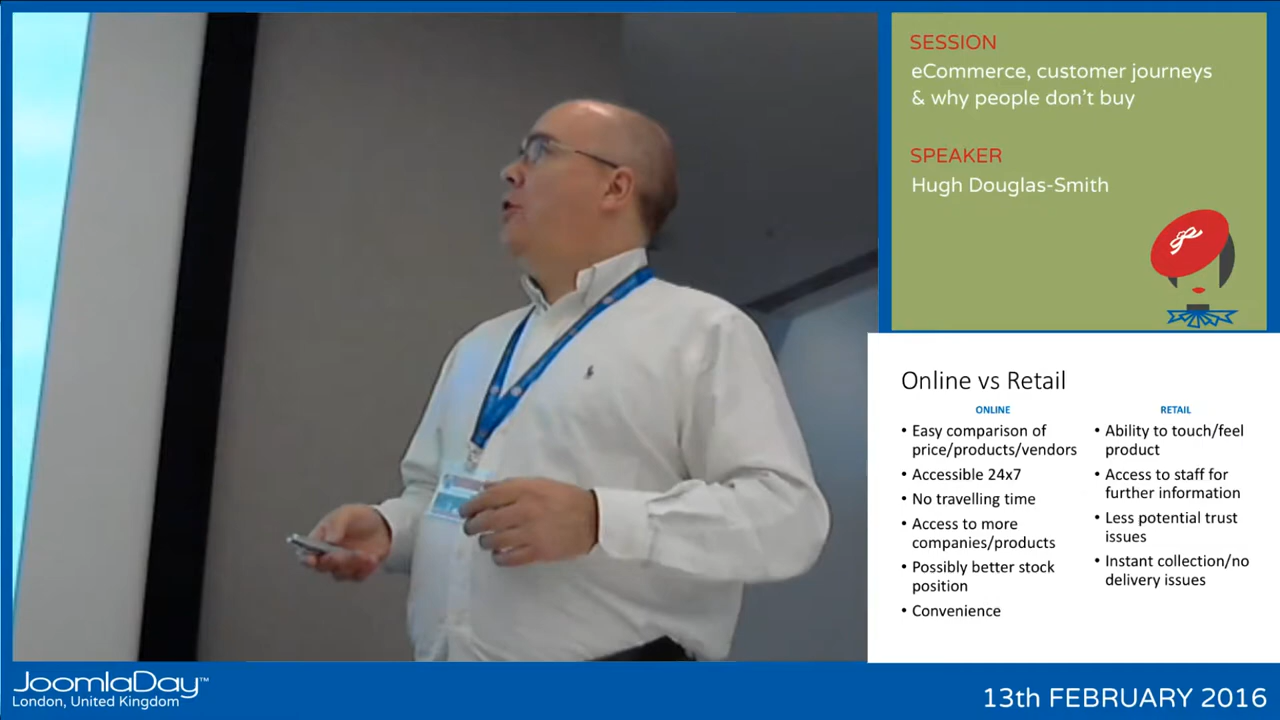 SESSION
eCommerce, customer journeys
& why people don't buy
SPEAKER
Hugh Douglas-Smith
Online vs Retail
ONLINE
• Easy comparison of
price/products/vendors
• Accessible 24x7
• No travelling time
• Access to more
companies/products
• Possibly better stock
position
• Convenience
RETAIL
• Ability to touch/feel
product
• Access to staff for
further information
• Less potential trust
issues
• Instant collection/no
delivery issues
JoomlaDay™
London, United Kingdom
13th FEBRUARY 2016